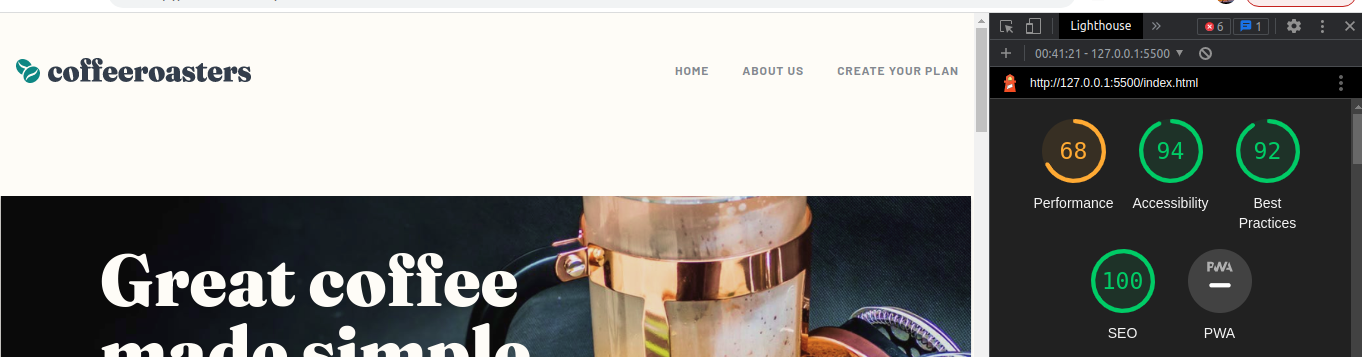 coffeeroasters
HOME ABOUT US CREATE YOUR PLAN
Great coffee
made simple
Lighthouse 6 1
00:41:21 - 127.0.0.1:5500
http://127.0.0.1:5500/index.html
68 94 92
Performance Accessibility Best
Practices
100 PWA
SEO PWA